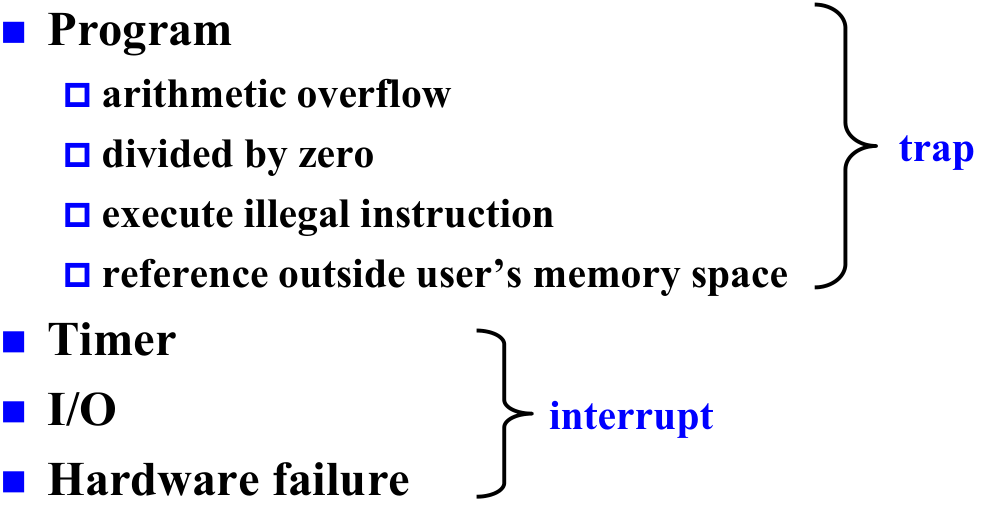 Program
arithmetic overflow
divided by zero
execute illegal instruction
reference outside user’s memory space
trap
Timer
I/O
Hardware failure
interrupt